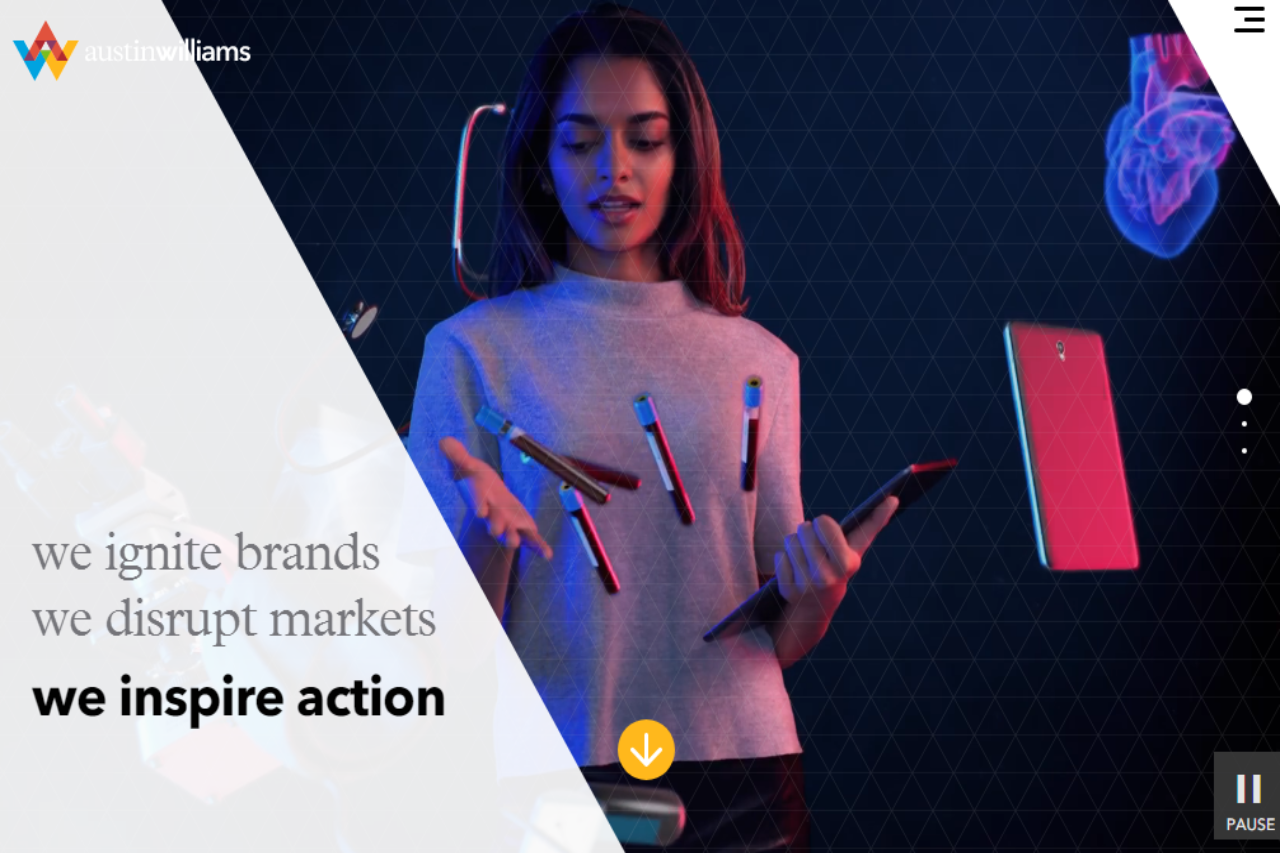 austinwilliams
we ignite brands
we disrupt markets
we inspire action
PAUSE